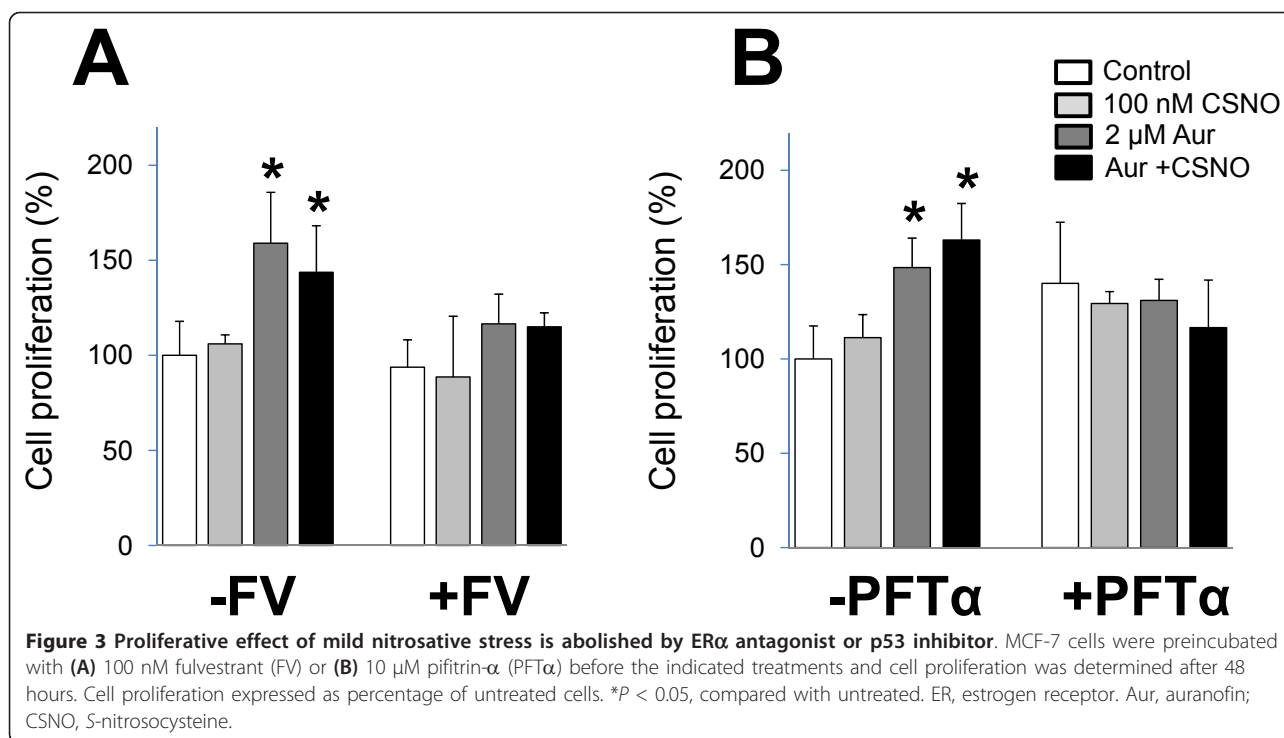 A
Cell proliferation (%)
200
150
100
50
0
*
*
-FV
+FV
B
Control
100 nM CSNO
2 µM Aur
Aur +CSNO
Cell proliferation (%)
200
150
100
50
0
*
*
-PFTα
+PFTα
Figure 3 Proliferative effect of mild nitrosative stress is abolished by ERα antagonist or p53 inhibitor. MCF-7 cells were preincubated
with (A) 100 nM fulvestrant (FV) or (B) 10 µM pifitrin-α (PFTα) before the indicated treatments and cell proliferation was determined after 48
hours. Cell proliferation expressed as percentage of untreated cells. *P < 0.05, compared with untreated. ER, estrogen receptor. Aur, auranofin;
CSNO, S-nitrosocysteine.